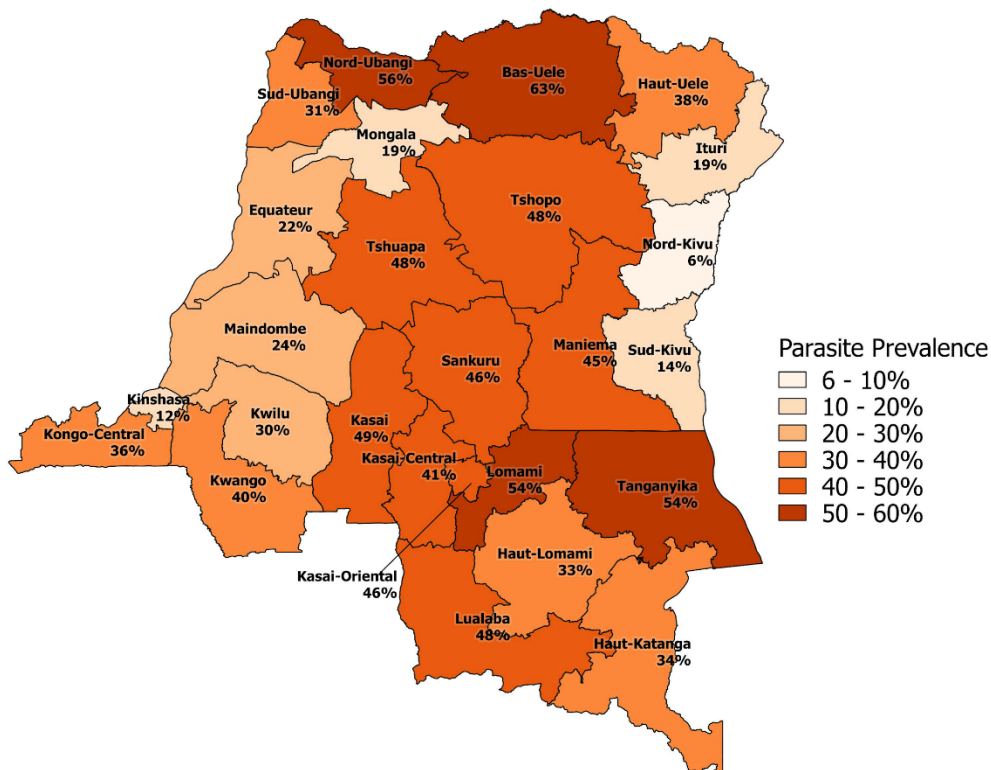 Nord-Ubangi
56%
Bas-Uele
63%
Haut-Uele
38%
Sud-Ubangi
31%
Mongala
19%
Ituri
19%
Equateur
22%
Tshopo
48%
Tshuapa
48%
Nord-Kivu
6%
Maindombe
24%
Sankuru
46%
Maniema
45%
Sud-Kivu
14%
Kinshasa
12%
Kwilu
30%
Kasai
49%
Kongo-Central
36%
Kasai-Central
41%
Lomami
54%
Tanganyika
54%
Kwango
40%
Haut-Lomami
33%
Kasai-Oriental
46%
Lualaba
48%
Haut-Katanga
34%
Parasite Prevalence
6 - 10%
10 - 20%
20 - 30%
30 - 40%
40 - 50%
50 - 60%